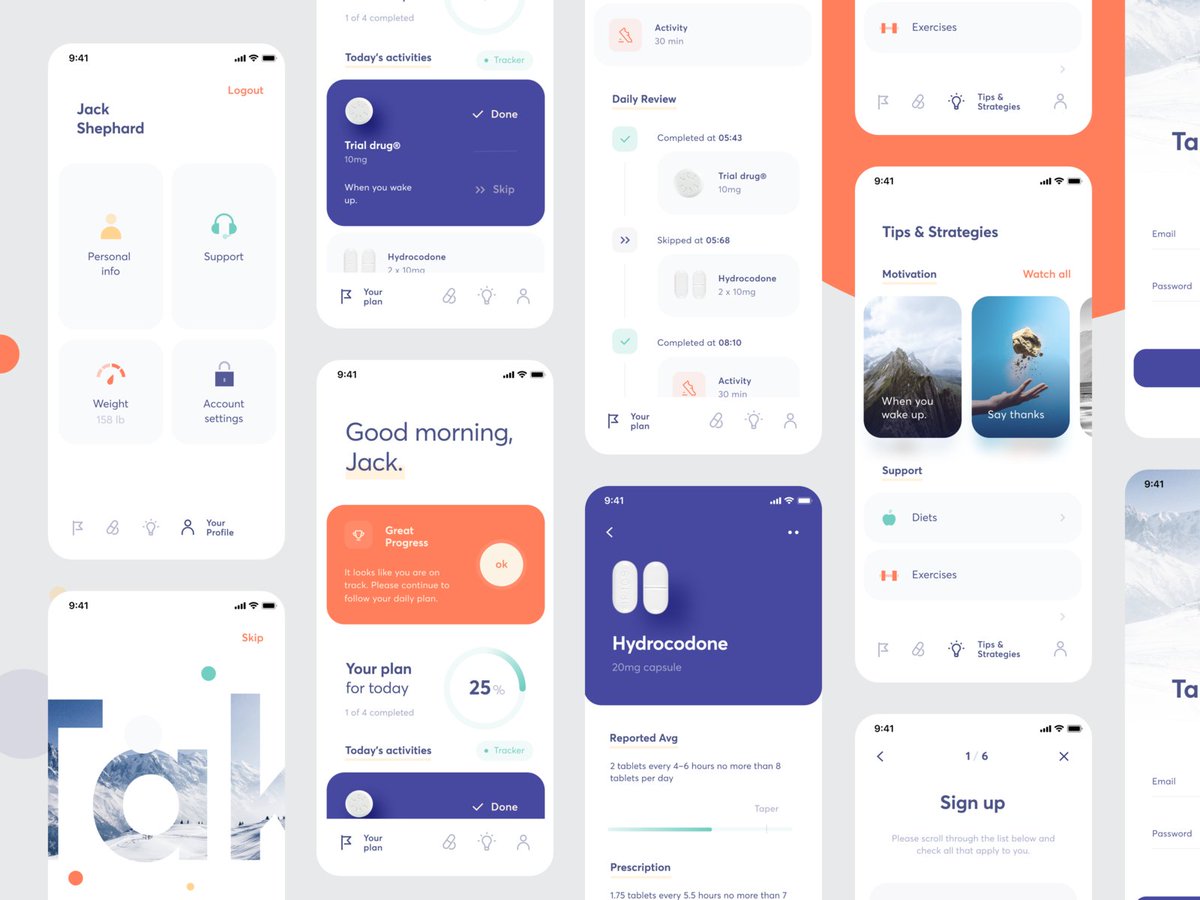 9:41
Logout
Jack
Shephard
Personal
info
Support
Weight
158 lb
Account
settings
Your
Profile
9:41
Skip
Tak
1 of 4 completed
Today's activities
Tracker
Done
Trial drug®
10mg
When you wake
up.
Skip
Hydrocodone
2 x 10mg
Your
plan
9:41
Good morning,
Jack.
Great
Progress
It looks like you are on
track. Please continue to
follow your daily plan.
ok
Your plan
for today
25 %
1 of 4 completed
Today's activities
Tracker
Done
Your
plan
Activity
30 min
Daily Review
Completed at 05:43
Trial drug®
10mg
Skipped at 05:68
Hydrocodone
2 x 10mg
Completed at 08:10
Activity
30 min
Your
plan
9:41
Hydrocodone
20mg capsule
Reported Avg
2 tablets every 4-6 hours no more than 8
tablets per day
Taper
Prescription
1.75 tablets every 5.5 hours no more than 7
Exercises
Tips &
Strategies
9:41
Tips & Strategies
Motivation
Watch all
When you
wake up.
Say thanks
Support
Diets
Exercises
Tips &
Strategies
9:41
1 / 6
Sign up
Please scroll through the list below and
check all that apply to you.
Ta
Email
Password
9:41
Ta
Email
Password